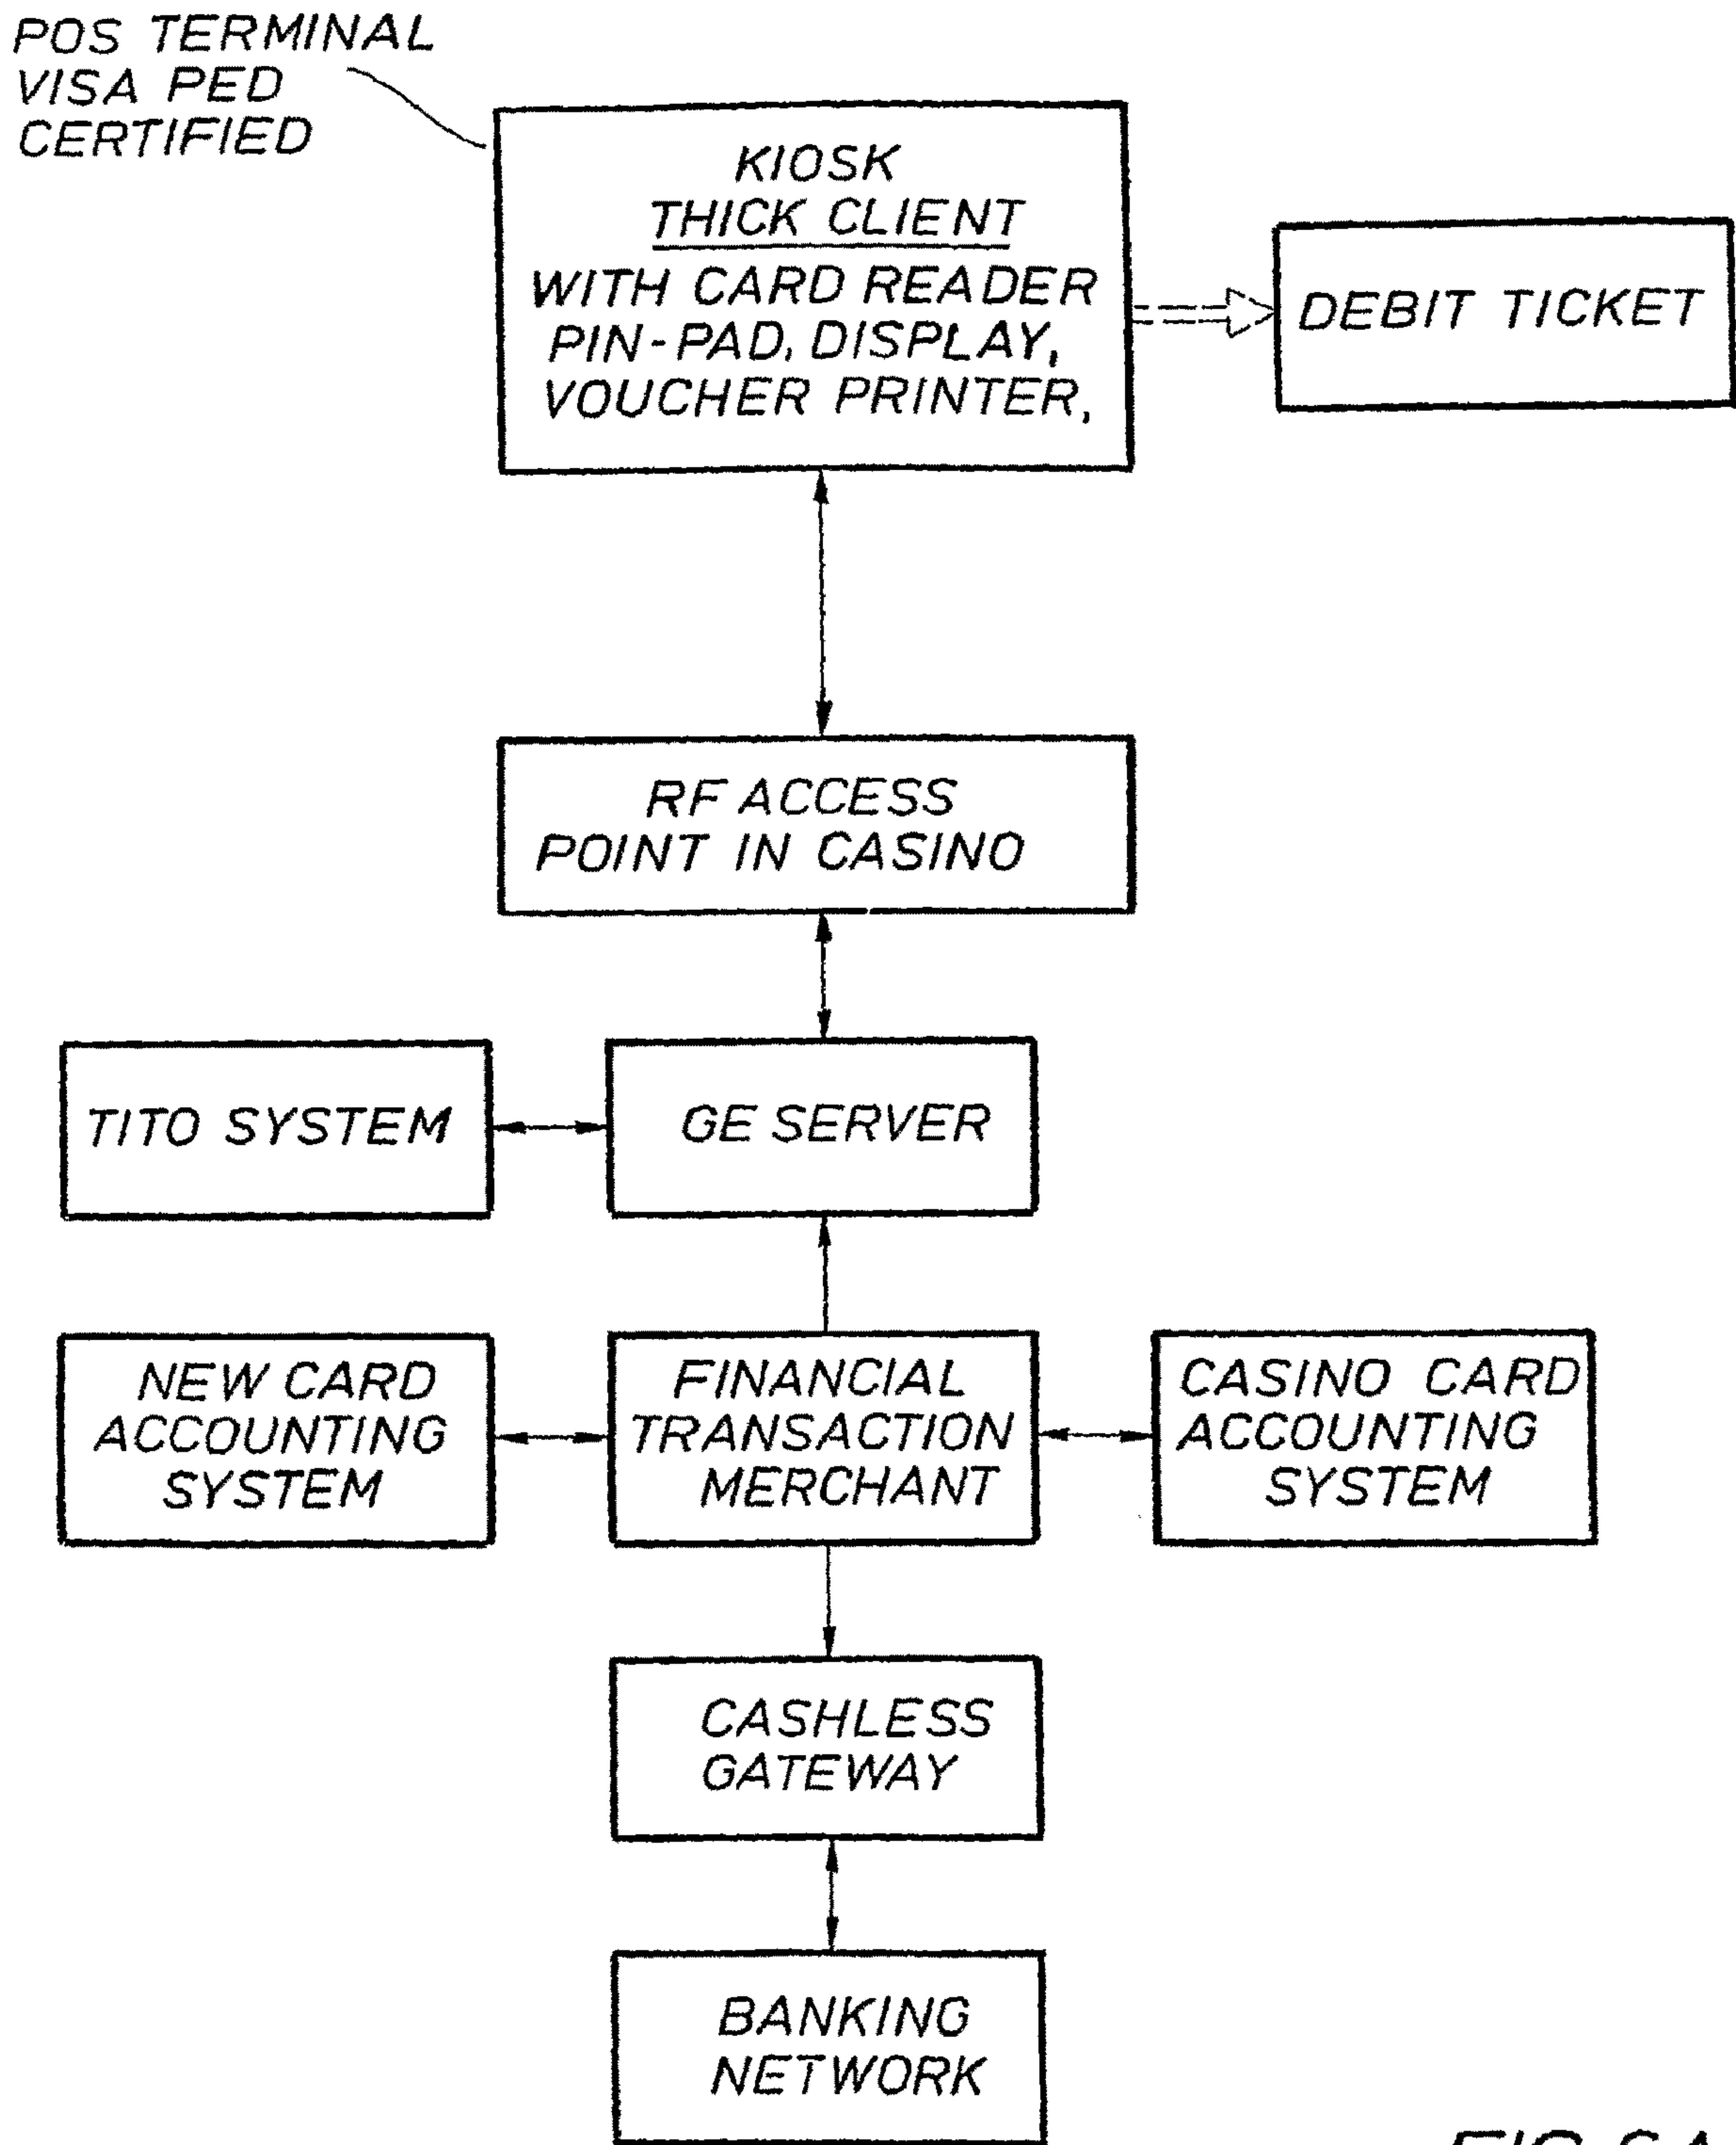 POS TERMINAL
VISA PED
CERTIFIED
KIOSK
THICK CLIENT
WITH CARD READER
PIN-PAD, DISPLAY,
VOUCHER PRINTER,
DEBIT TICKET
RF ACCESS
POINT IN CASINO
TITO SYSTEM
GE SERVER
NEW CARD
ACCOUNTING
SYSTEM
FINANCIAL
TRANSACTION
MERCHANT
CASINO CARD
ACCOUNTING
SYSTEM
CASHLESS
GATEWAY
BANKING
NETWORK